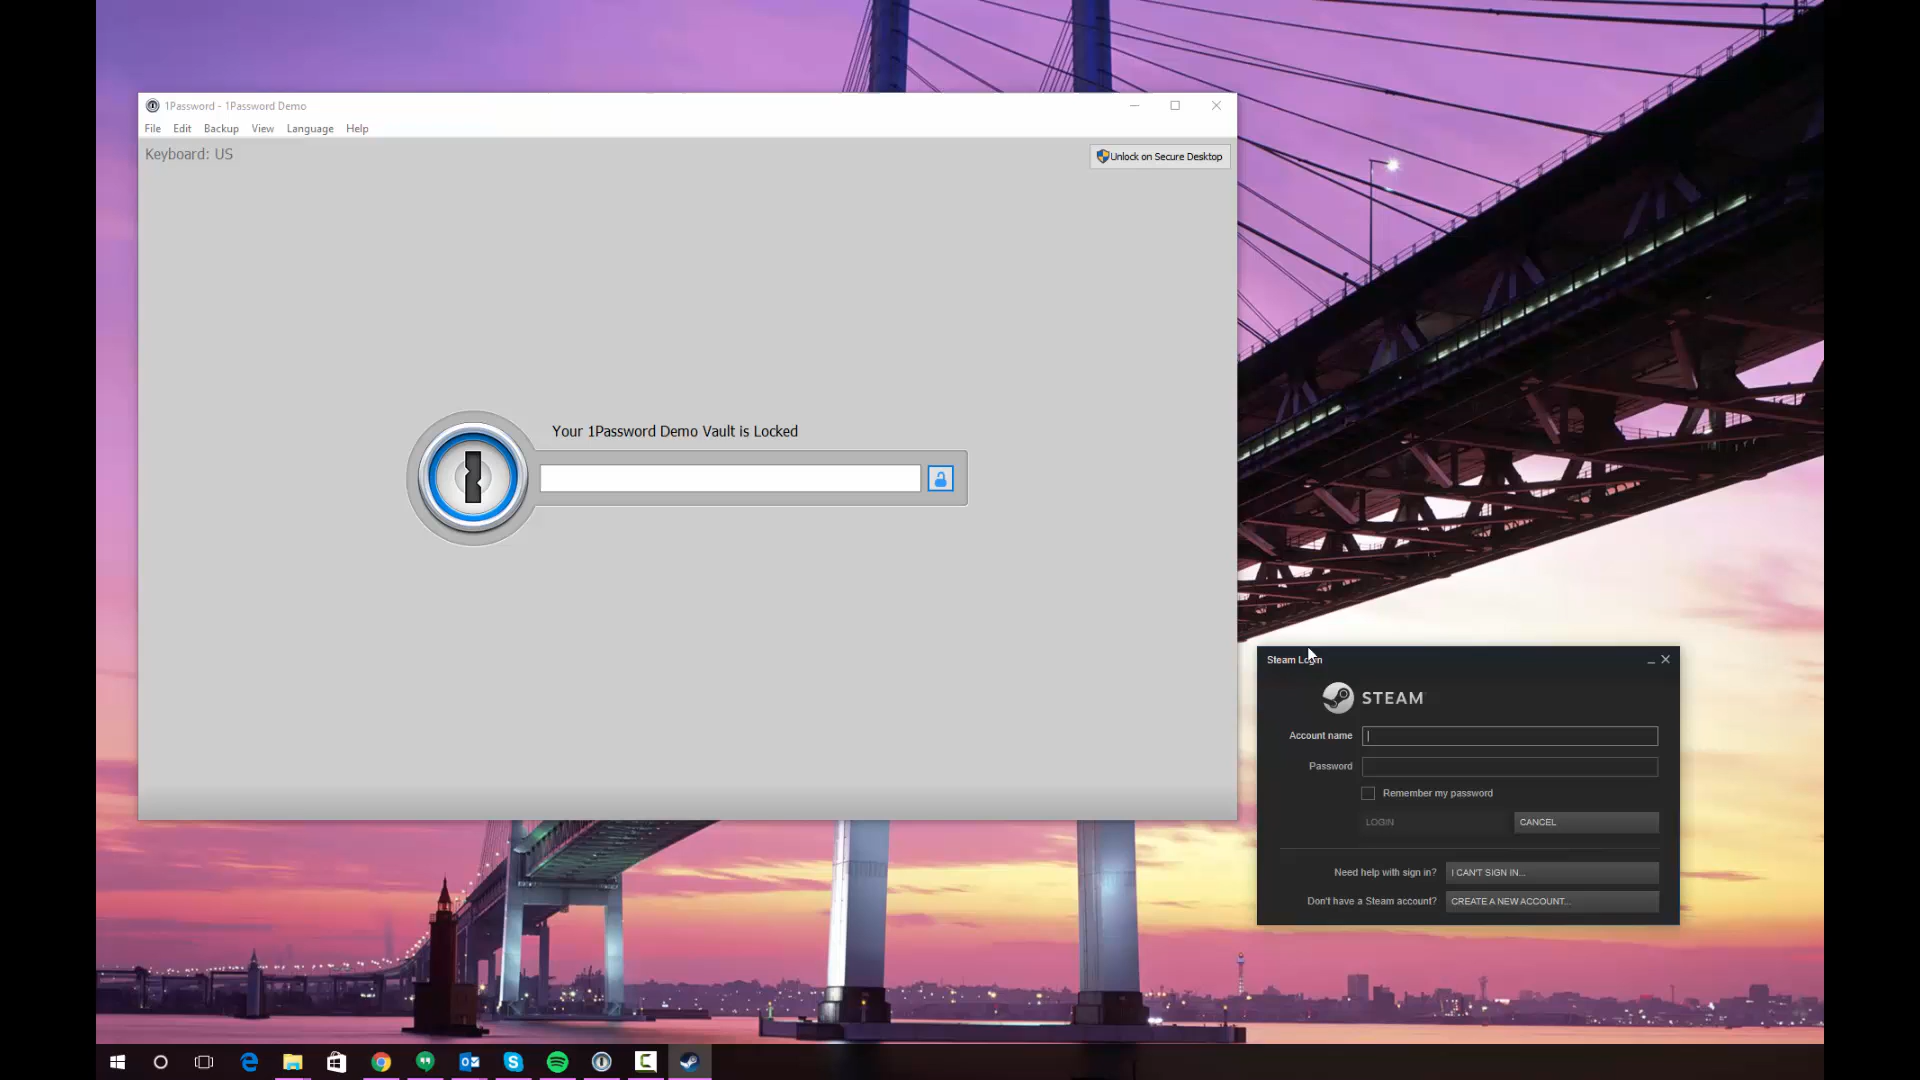 1Password - 1Password Demo
File Edit Backup View Language Help
Keyboard: US
Unlock on Secure Desktop
Your 1Password Demo Vault is Locked
Steam Login
STEAM
Account name
Password
Remember my password
LOGIN CANCEL
Need help with sign in? I CAN'T SIGN IN...
Don't have a Steam account? CREATE A NEW ACCOUNT...